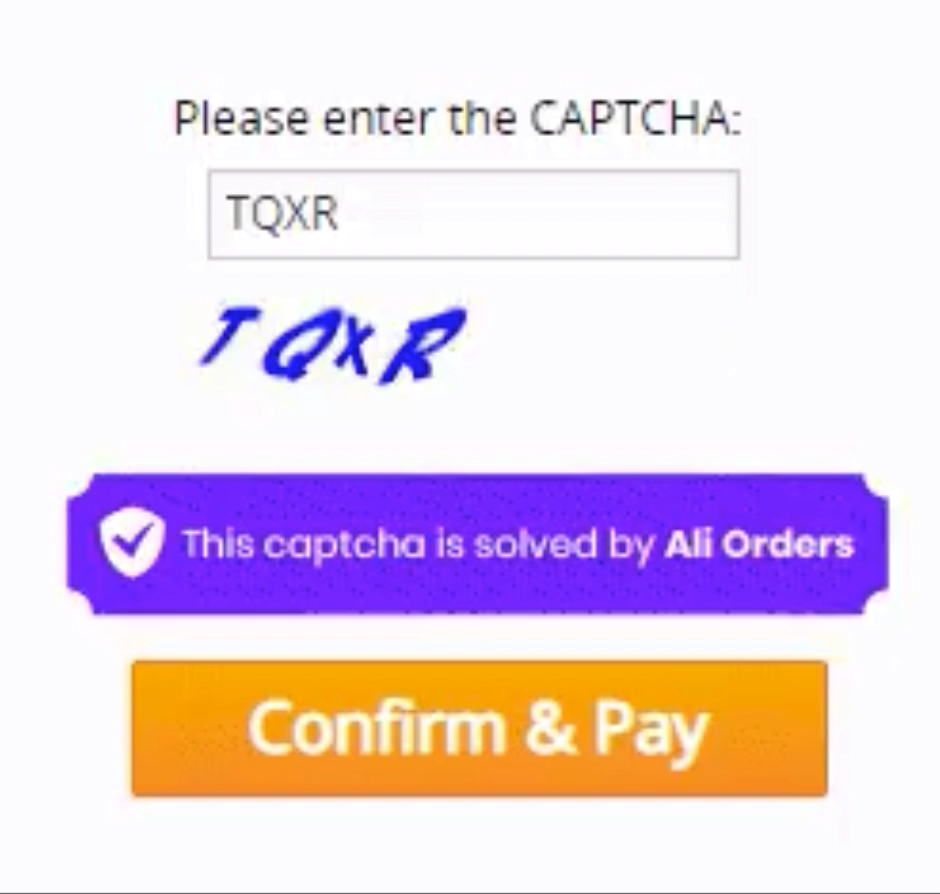 Please enter the CAPTCHA:
TQXR
TQXR
This captcha is solved by Ali Orders
Confirm & Pay